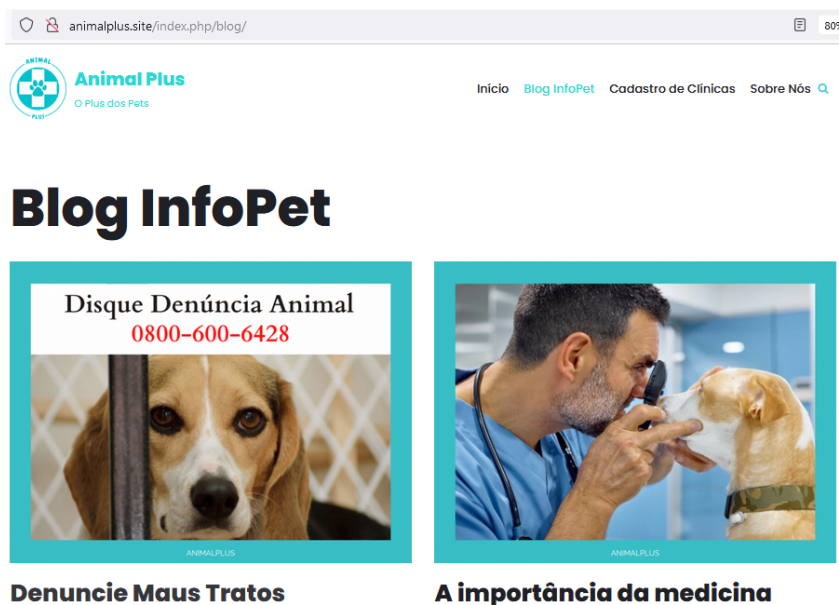 animalplus.site/index.php/blog/
80%
ANIMAL
PLUS
Animal Plus
O Plus dos Pets
Início Blog InfoPet Cadastro de Clínicas Sobre Nós
Blog InfoPet
Disque Denúncia Animal
0800-600-6428
ANIMALPLUS
ANIMALPLUS
Denuncie Maus Tratos
A importância da medicina